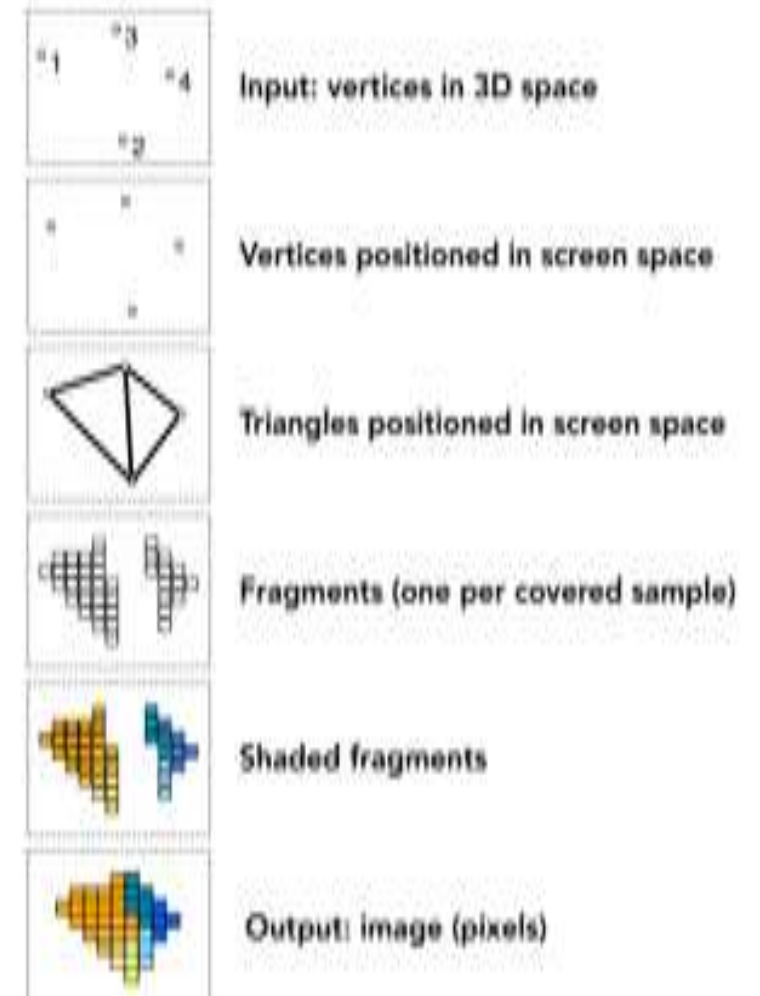 3
1
4
2
Input: vertices in 3D space
Vertices positioned in screen space
Triangles positioned in screen space
Fragments (one per covered sample)
Shaded fragments
Output: image (pixels)